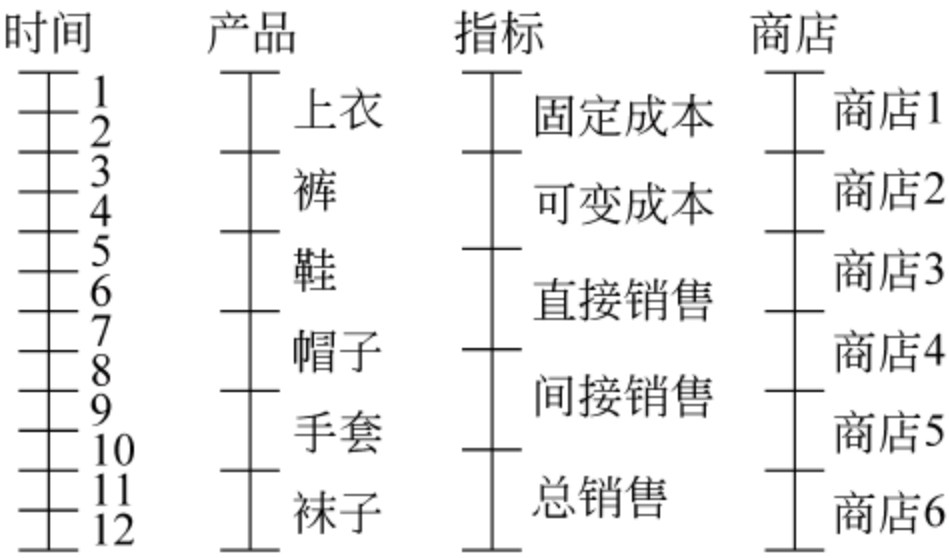 时间
1
2
3
4
5
6
7
8
9
10
11
12
产品
上衣
裤
鞋
帽子
手套
袜子
指标
固定成本
可变成本
直接销售
间接销售
总销售
商店
商店1
商店2
商店3
商店4
商店5
商店6